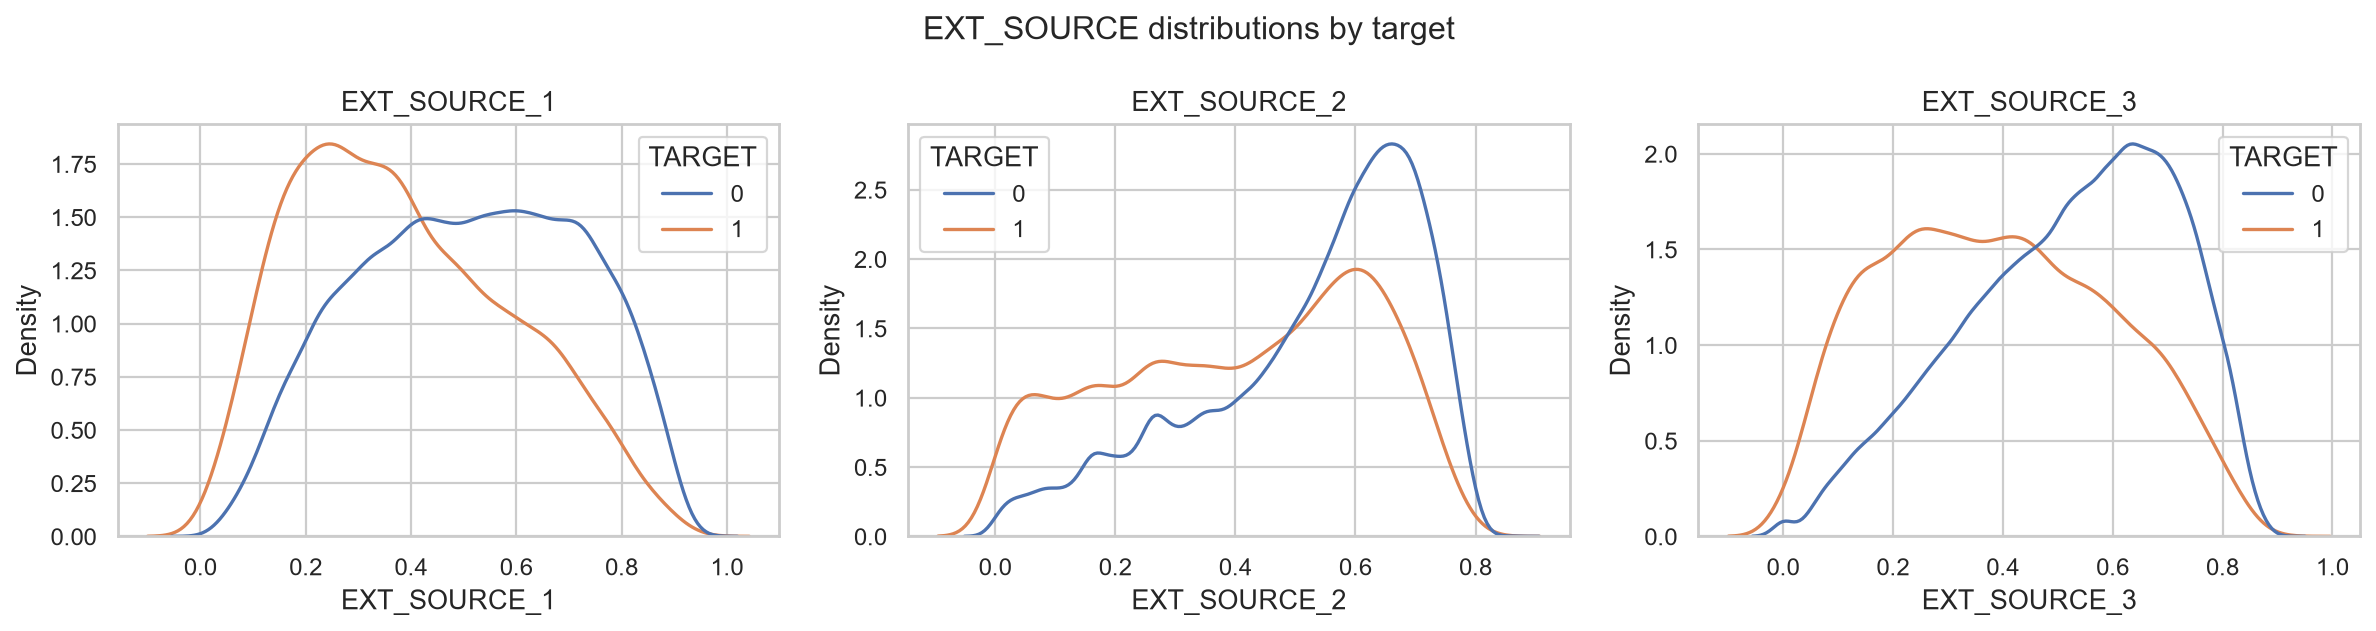 EXT_SOURCE distributions by target
EXT_SOURCE_1
1.75
1.50
1.25
1.00
0.75
0.50
0.25
0.00
Density
TARGET
0
1
0.0 0.2 0.4 0.6 0.8 1.0
EXT_SOURCE_1
EXT_SOURCE_2
2.5
2.0
1.5
1.0
0.5
0.0
Density
TARGET
0
1
0.0 0.2 0.4 0.6 0.8
EXT_SOURCE_2
EXT_SOURCE_3
2.0
1.5
1.0
0.5
0.0
Density
TARGET
0
1
0.0 0.2 0.4 0.6 0.8 1.0
EXT_SOURCE_3